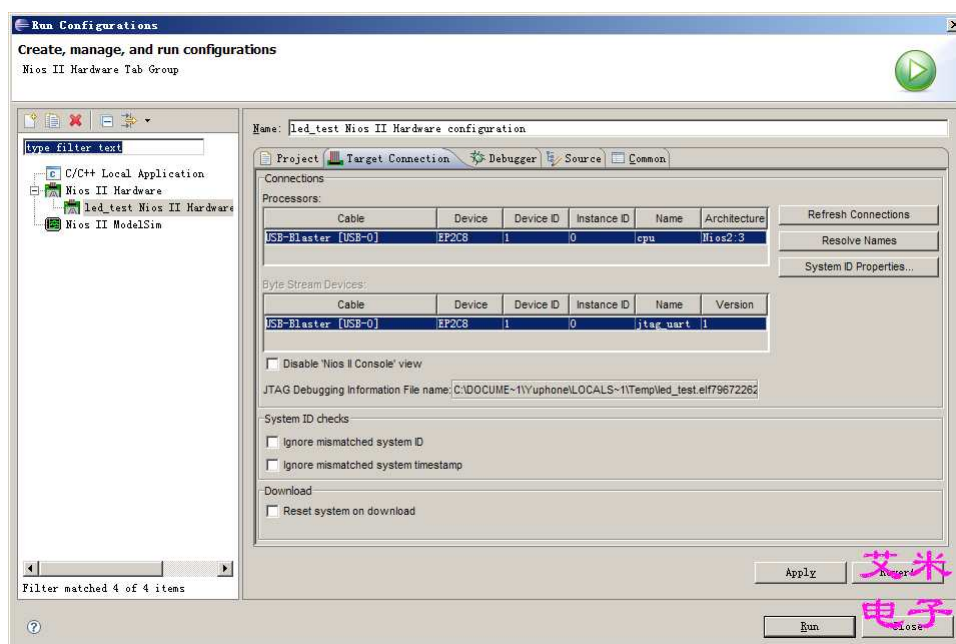 Run Configurations
Create, manage, and run configurations
Nios II Hardware Tab Group
type filter text
C/C++ Local Application
Nios II Hardware
led_test Nios II Hardware
Nios II ModelSim
Filter matched 4 of 4 items
Name: led_test Nios II Hardware configuration
Project Target Connection Debugger Source Common
Connections
Processors:
Cable Device Device ID Instance ID Name Architecture
USB-Blaster [USB-0] EP2C8 1 0 cpu Nios2:3
Refresh Connections
Resolve Names
System ID Properties...
Byte Stream Devices:
Cable Device Device ID Instance ID Name Version
USB-Blaster [USB-0] EP2C8 1 0 jtag_uart 1
Disable 'Nios II Console' view
JTAG Debugging Information File name: C:\DOCUME~1\Yuphone\LOCALS~1\Temp\led_test.elf79672262
System ID checks
Ignore mismatched system ID
Ignore mismatched system timestamp
Download
Reset system on download
Apply Revert
Run Close
艾米
电子